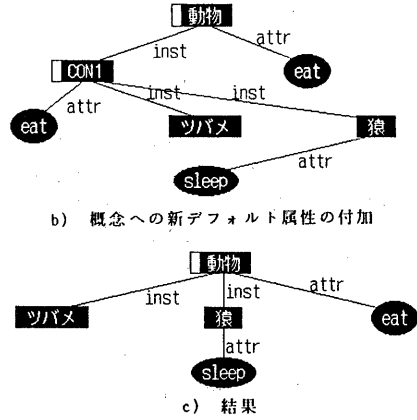 動物
inst
attr
CON1
eat
attr
inst
inst
eat
ツバメ
猿
attr
sleep
b) 概念への新デフォルト属性の付加
動物
inst
inst
attr
ツバメ
猿
eat
attr
sleep
c) 結果